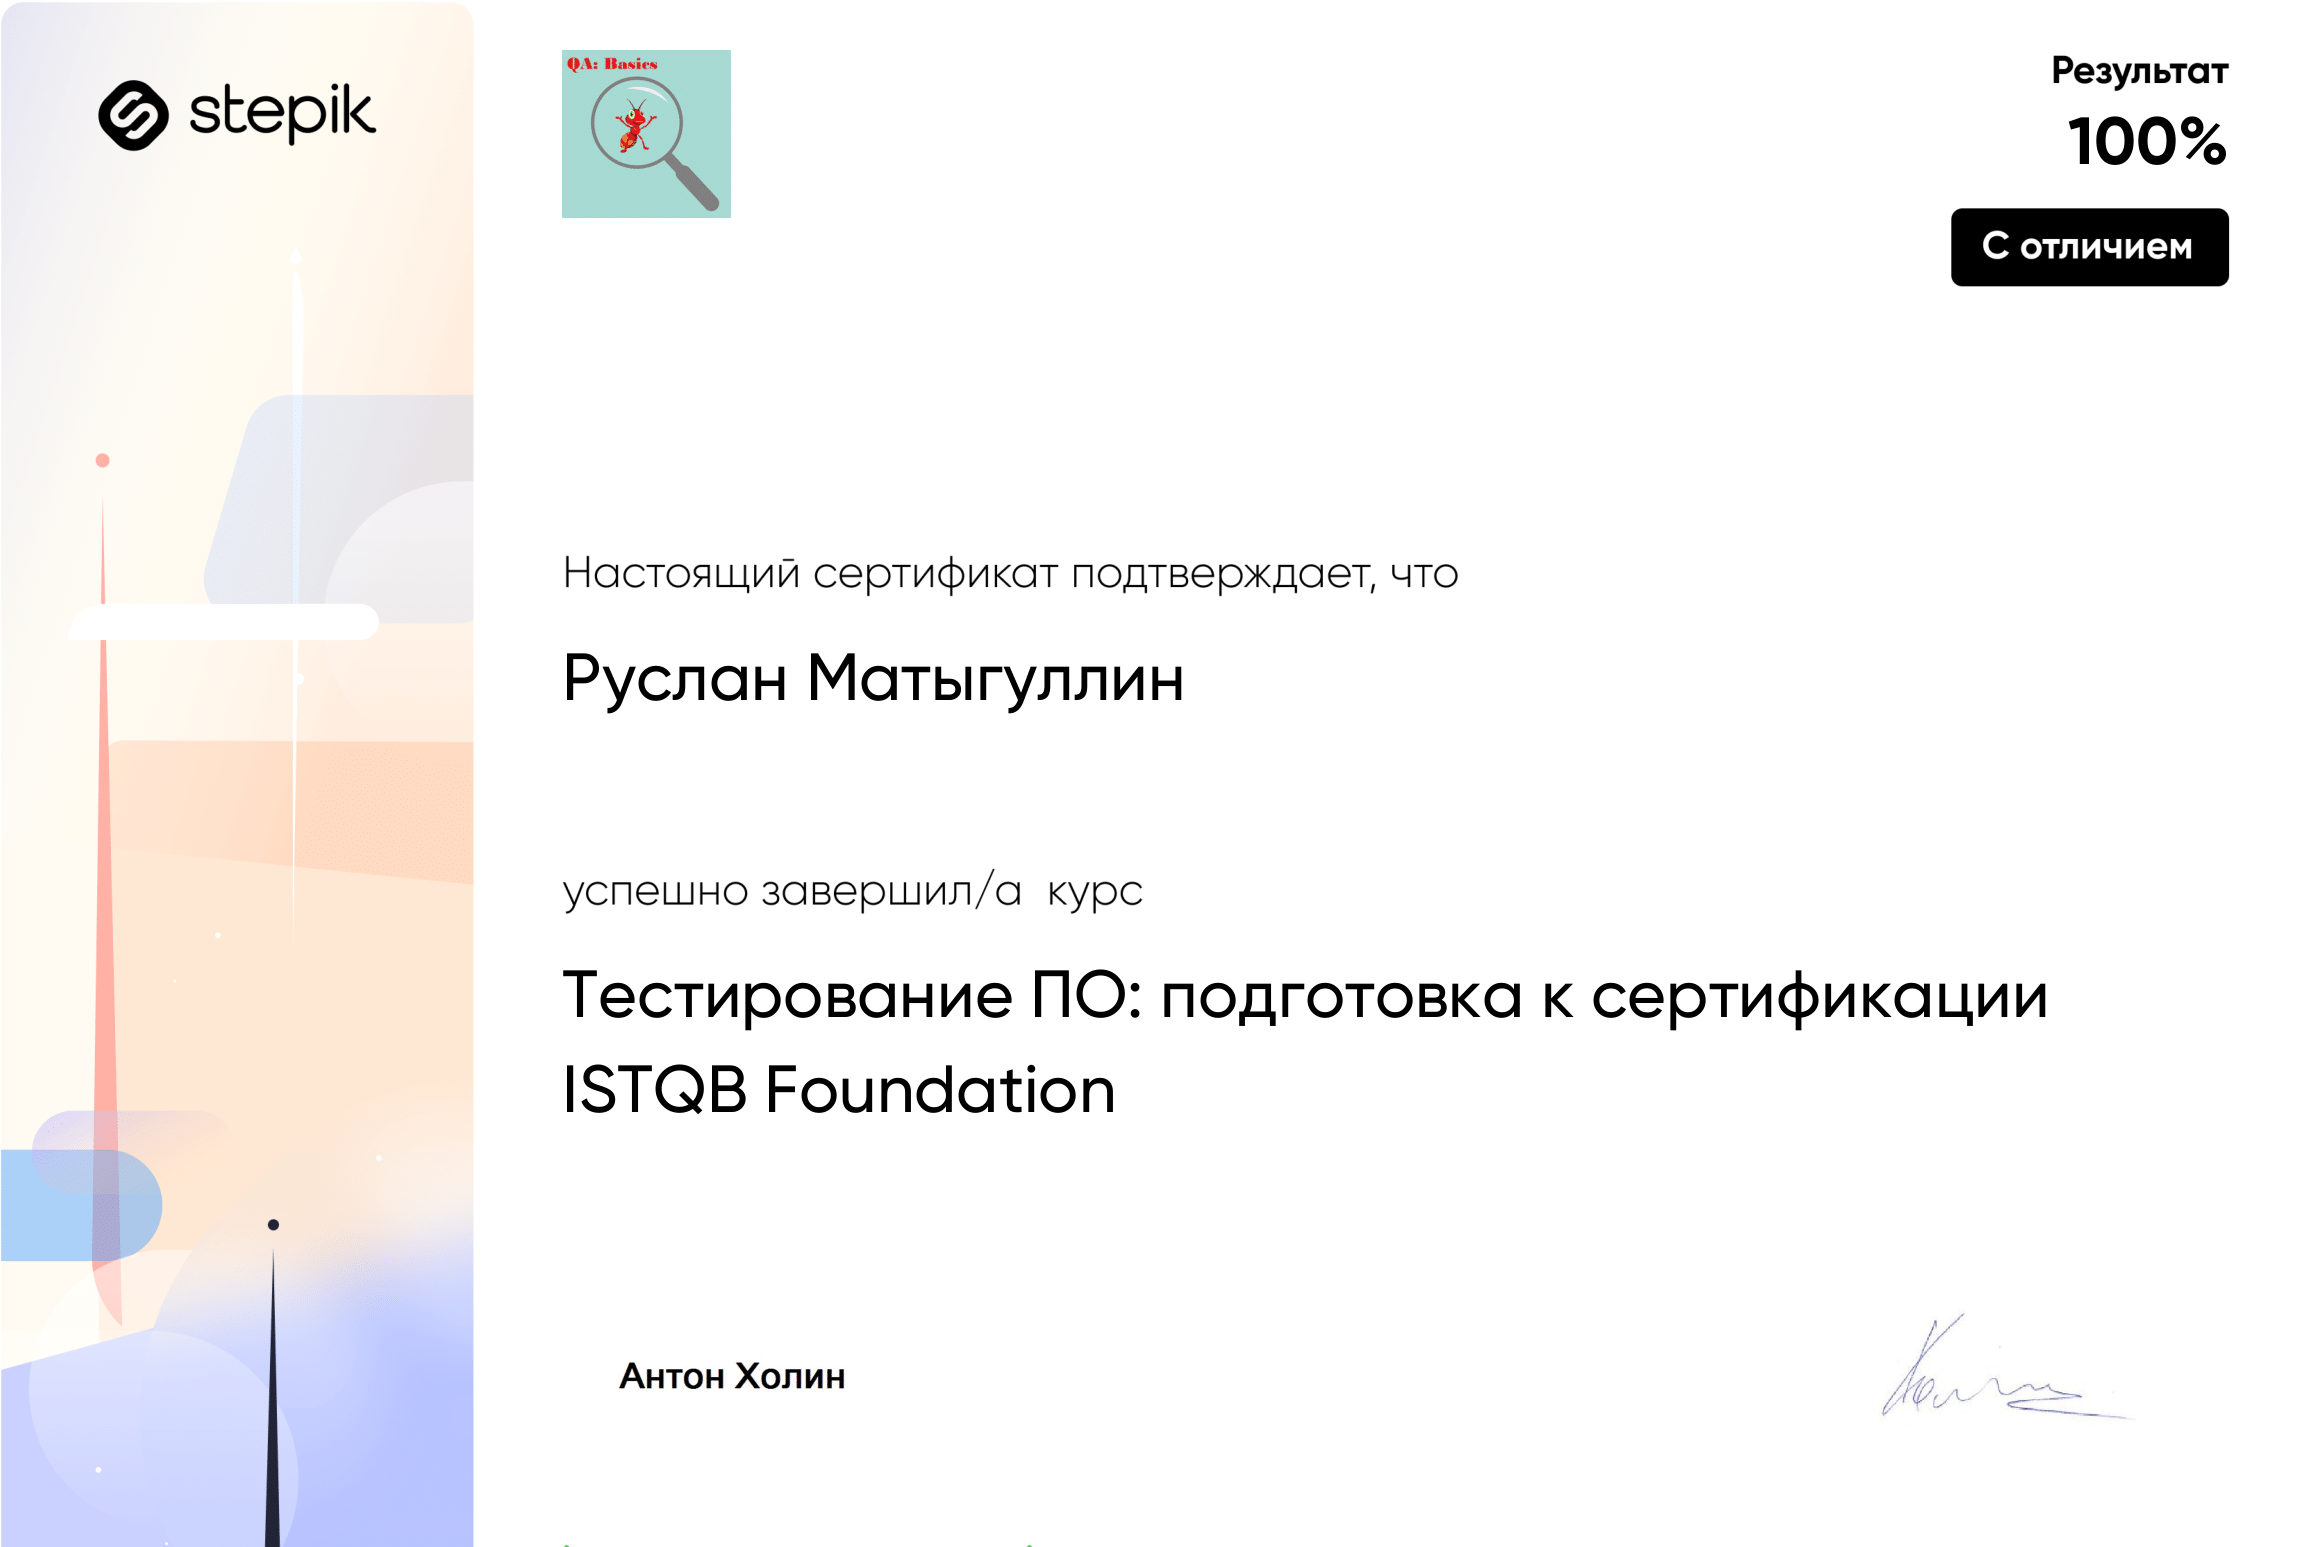 stepik
QA: Basics
Результат
100%
С отличием
Настоящий сертификат подтверждает, что
Руслан Матыгуллин
успешно завершил/а курс
Тестирование ПО: подготовка к сертификации
ISTQB Foundation
Антон Холин